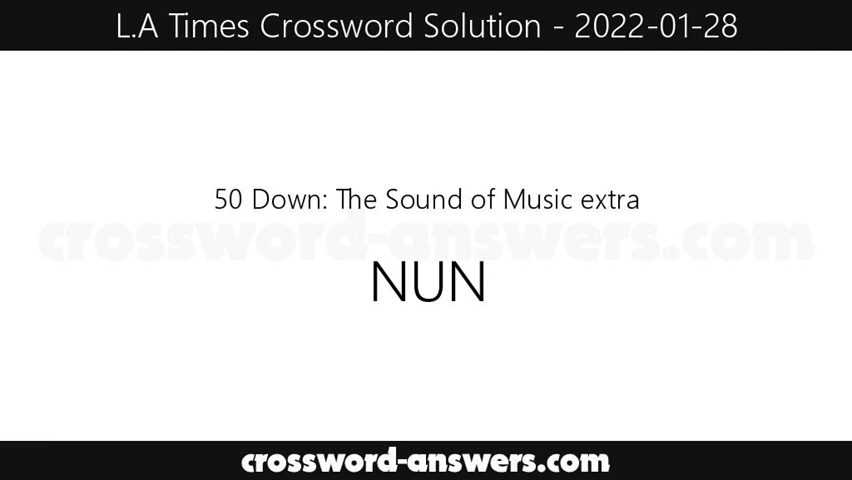 L.A Times Crossword Solution - 2022-01-28
50 Down: The Sound of Music extra
crossword-answers.com
NUN
crossword-answers.com